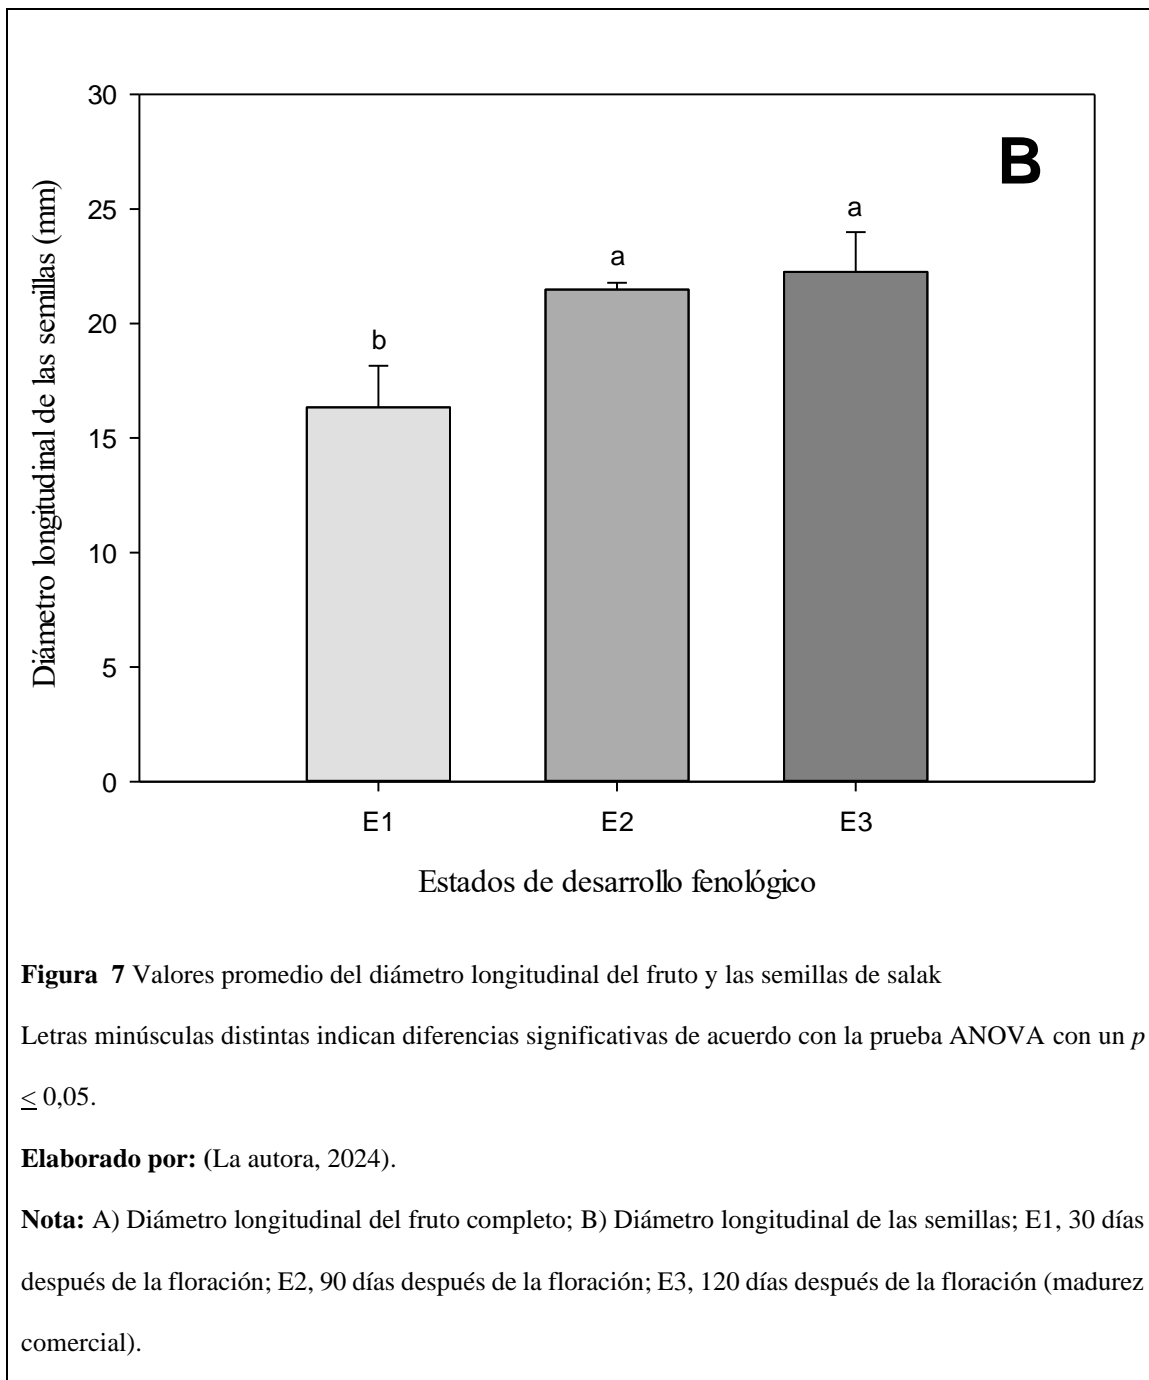 30
B
25
20
15
10
5
0
Diámetro longitudinal de las semillas (mm)
b
a
a
E1 E2 E3
Estados de desarrollo fenológico
Figura 7 Valores promedio del diámetro longitudinal del fruto y las semillas de salak
Letras minúsculas distintas indican diferencias significativas de acuerdo con la prueba ANOVA con un p
≤ 0,05.
Elaborado por: (La autora, 2024).
Nota: A) Diámetro longitudinal del fruto completo; B) Diámetro longitudinal de las semillas; E1, 30 días
después de la floración; E2, 90 días después de la floración; E3, 120 días después de la floración (madurez
comercial).